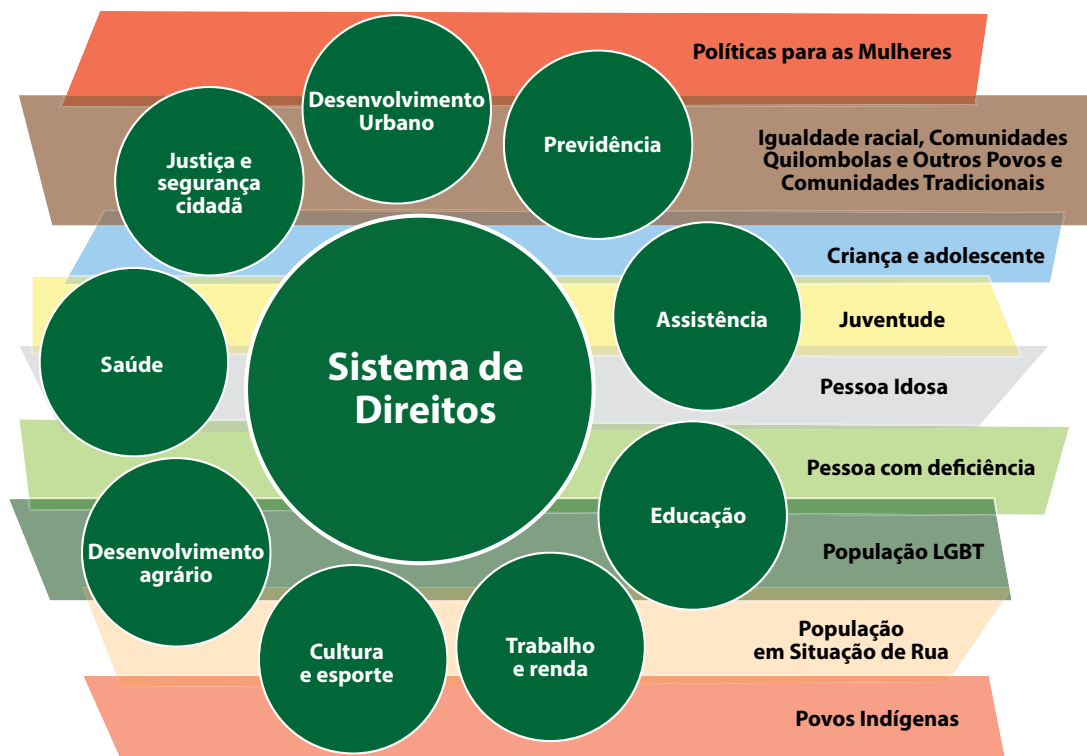 Políticas para as Mulheres
Desenvolvimento
Urbano
Previdência
Igualdade racial, Comunidades
Quilombolas e Outros Povos e
Comunidades Tradicionais
Justiça e
segurança
cidadã
Criança e adolescente
Assistência
Juventude
Saúde
Sistema de
Direitos
Pessoa Idosa
Pessoa com deficiência
Educação
Desenvolvimento
agrário
População LGBT
Cultura
e esporte
Trabalho
e renda
População
em Situação de Rua
Povos Indígenas